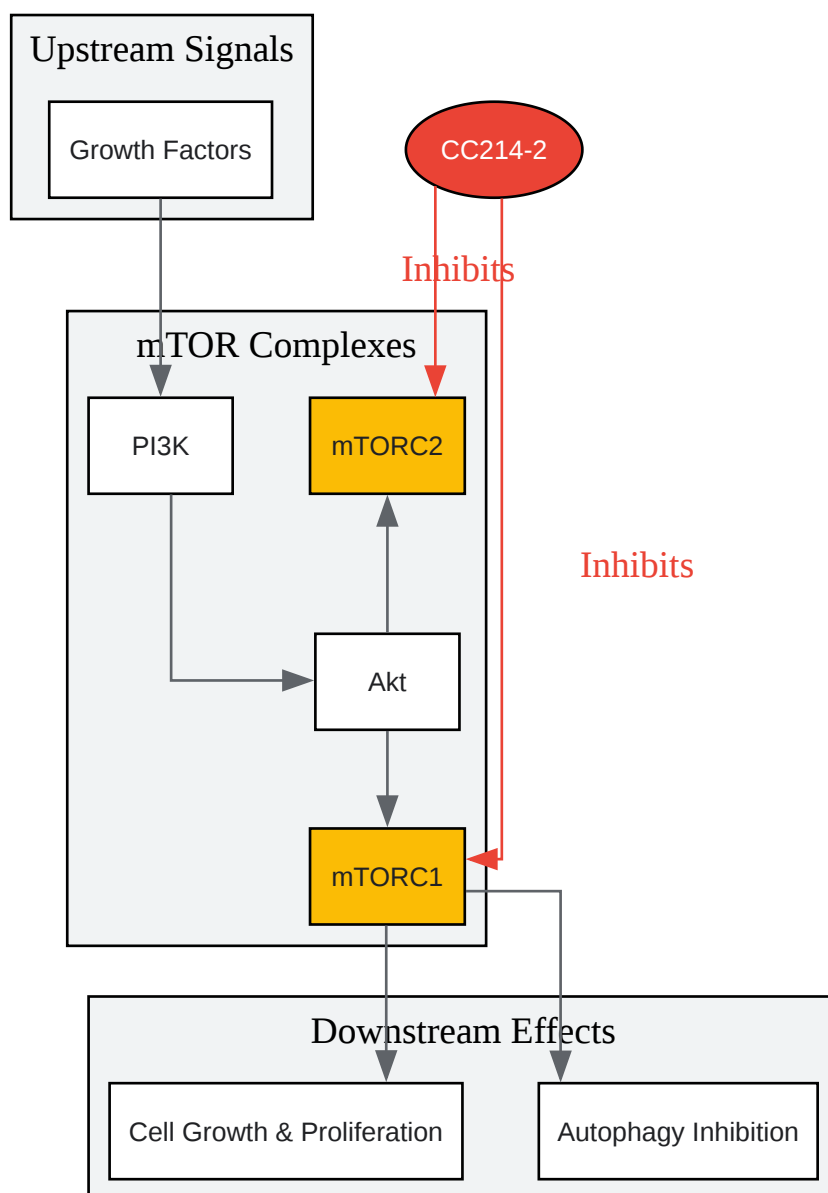 Upstream Signals
Growth Factors
CC214-2
Inhibits
mTOR Complexes
PI3K
mTORC2
Inhibits
Akt
mTORC1
Downstream Effects
Cell Growth & Proliferation
Autophagy Inhibition